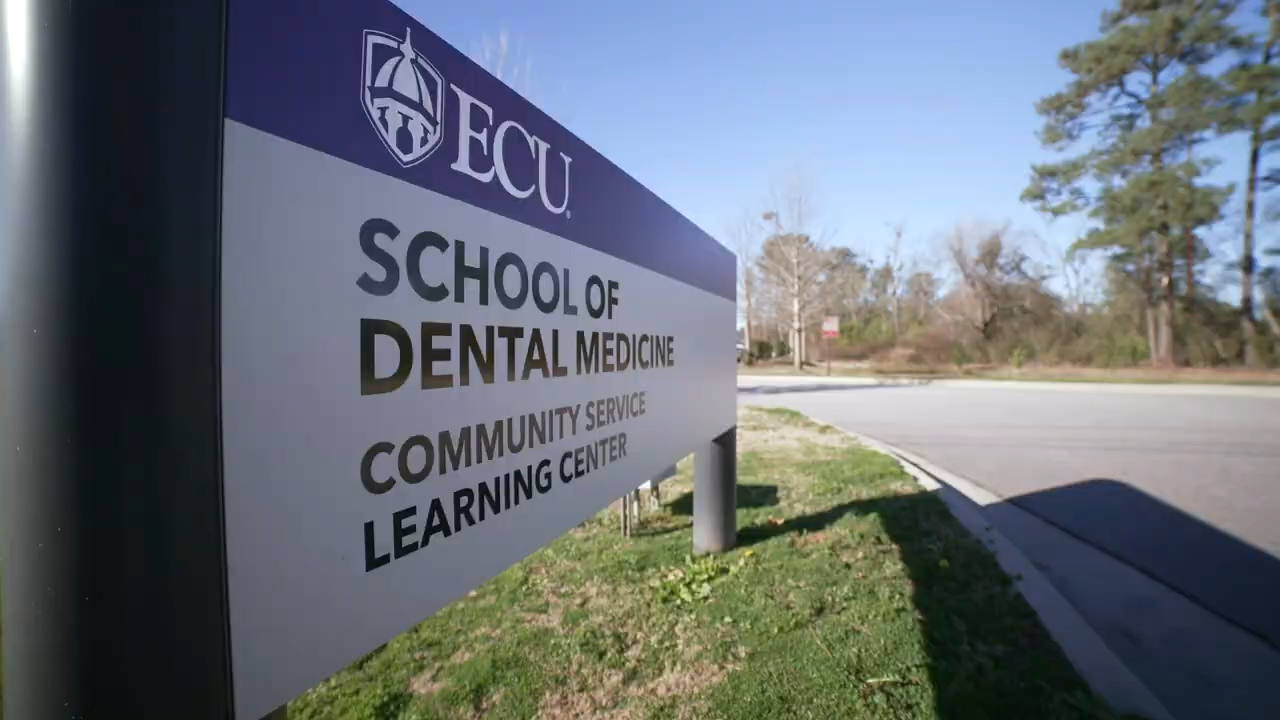 ECU
SCHOOL OF
DENTAL MEDICINE
COMMUNITY SERVICE
LEARNING CENTER